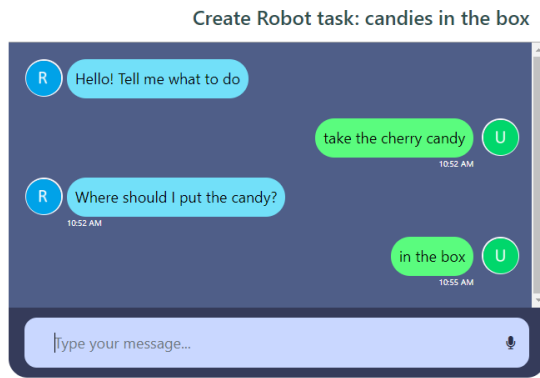 Create Robot task: candies in the box
R
Hello! Tell me what to do
take the cherry candy
U
10:52 AM
R
Where should I put the candy?
10:52 AM
in the box
U
10:55 AM
Type your message...